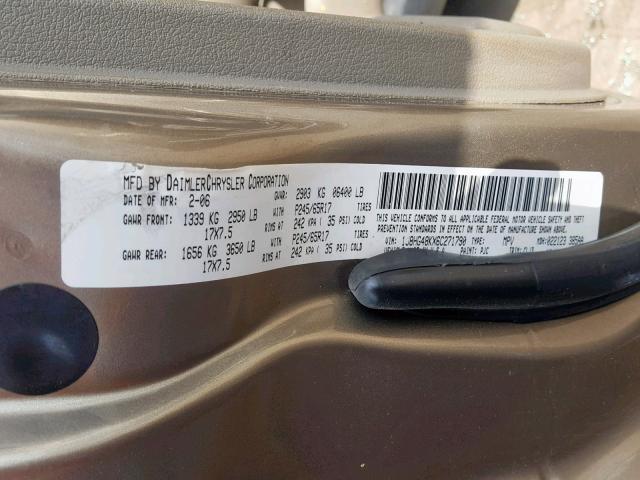 MFD BY DAIMLERCHRYSLER CORPORATION
DATE OF MFR: 2-06 GVWR: 2903 KG 06400 LB
GAWR FRONT: 1339 KG 2950 LB WITH P245/65R17 TIRES
17X7.5 RIMS AT 242 KPA ( 35 PSI) COLD
GAWR REAR: 1656 KG 3650 LB WITH P245/65R17 TIRES
17X7.5 RIMS AT 242 KPA ( 35 PSI) COLD
THIS VEHICLE CONFORMS TO ALL APPLICABLE FEDERAL MOTOR VEHICLE SAFETY AND THEFT
PREVENTION STANDARDS IN EFFECT ON THE DATE OF MANUFACTURE SHOWN ABOVE.
VIN: 1J8HG48KX6C271790 TYPE: MPV MDH: 022123
PAINT: PJC